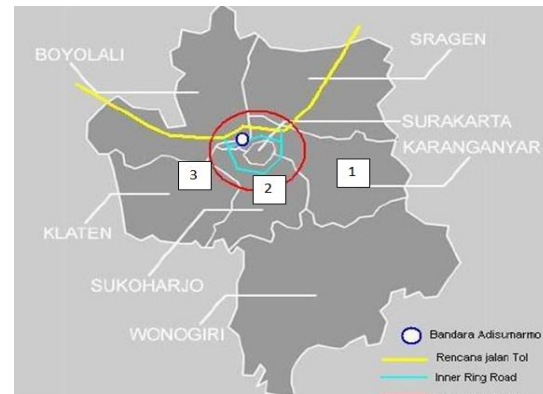 SRAGEN
BOYOLALI
SURAKARTA
KARANGANYAR
1
3
2
KLATEN
SUKOHARJO
WONOGIRI
Bandara Adisumarmo
Rencana jalan Tol
Inner Ring Road